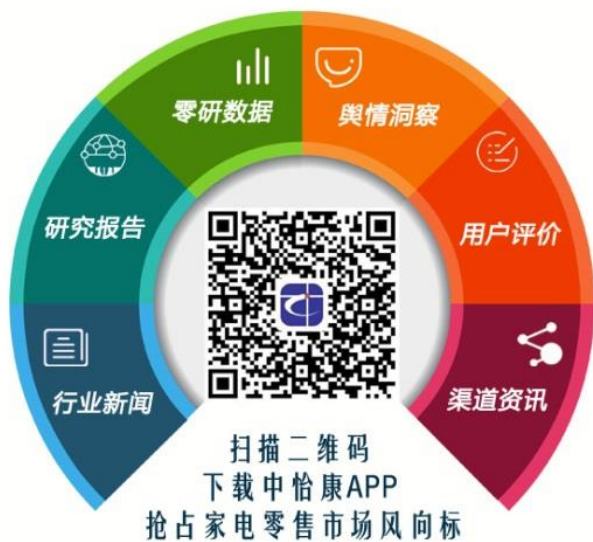 零研数据
舆情洞察
研究报告
用户评价
行业新闻
渠道资讯
扫描二维码
下载中怡康APP
抢占家电零售市场风向标